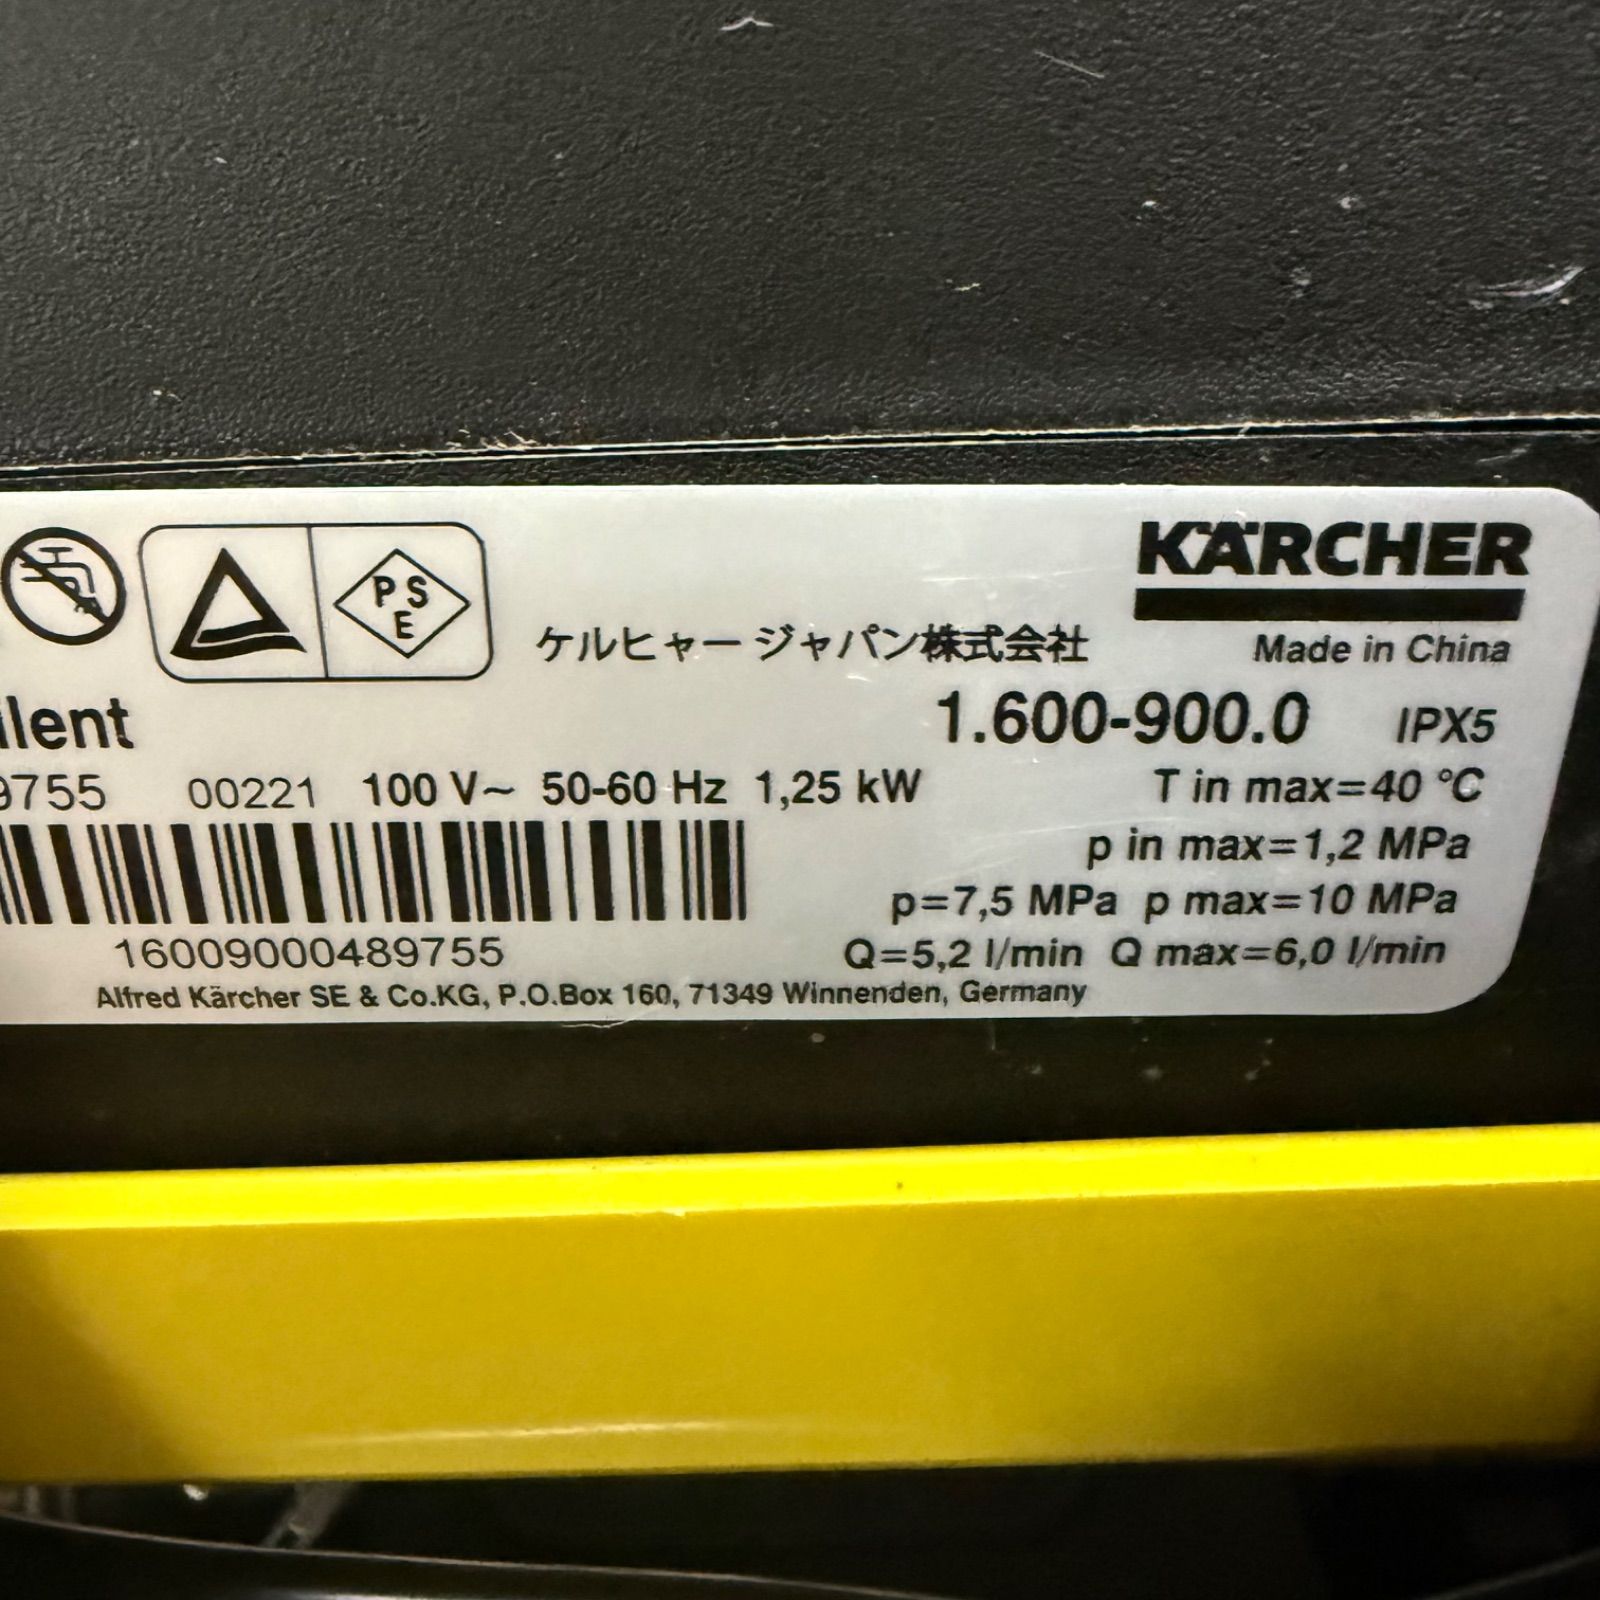 KÄRCHER
PSE
ケルヒャージャパン株式会社
Made in China
1.600-900.0 IPX5
9755 00221 100 V~ 50-60 Hz 1,25 kW
T in max=40 °C
p in max=1,2 MPa
p=7,5 MPa p max=10 MPa
16009000489755
Q=5,2 l/min Q max=6,0 l/min
Alfred Kärcher SE & Co.KG, P.O.Box 160, 71349 Winnenden, Germany